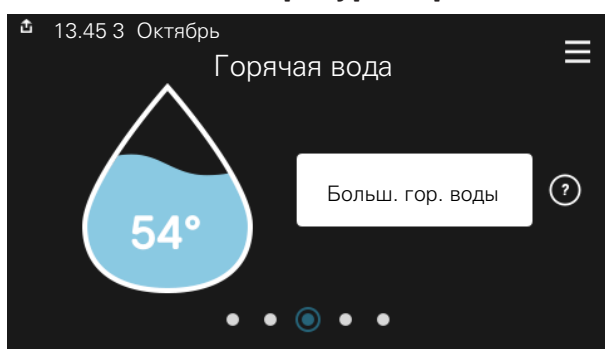 13.45 3 Октябрь
Горячая вода
Больш. гор. воды
?
54°